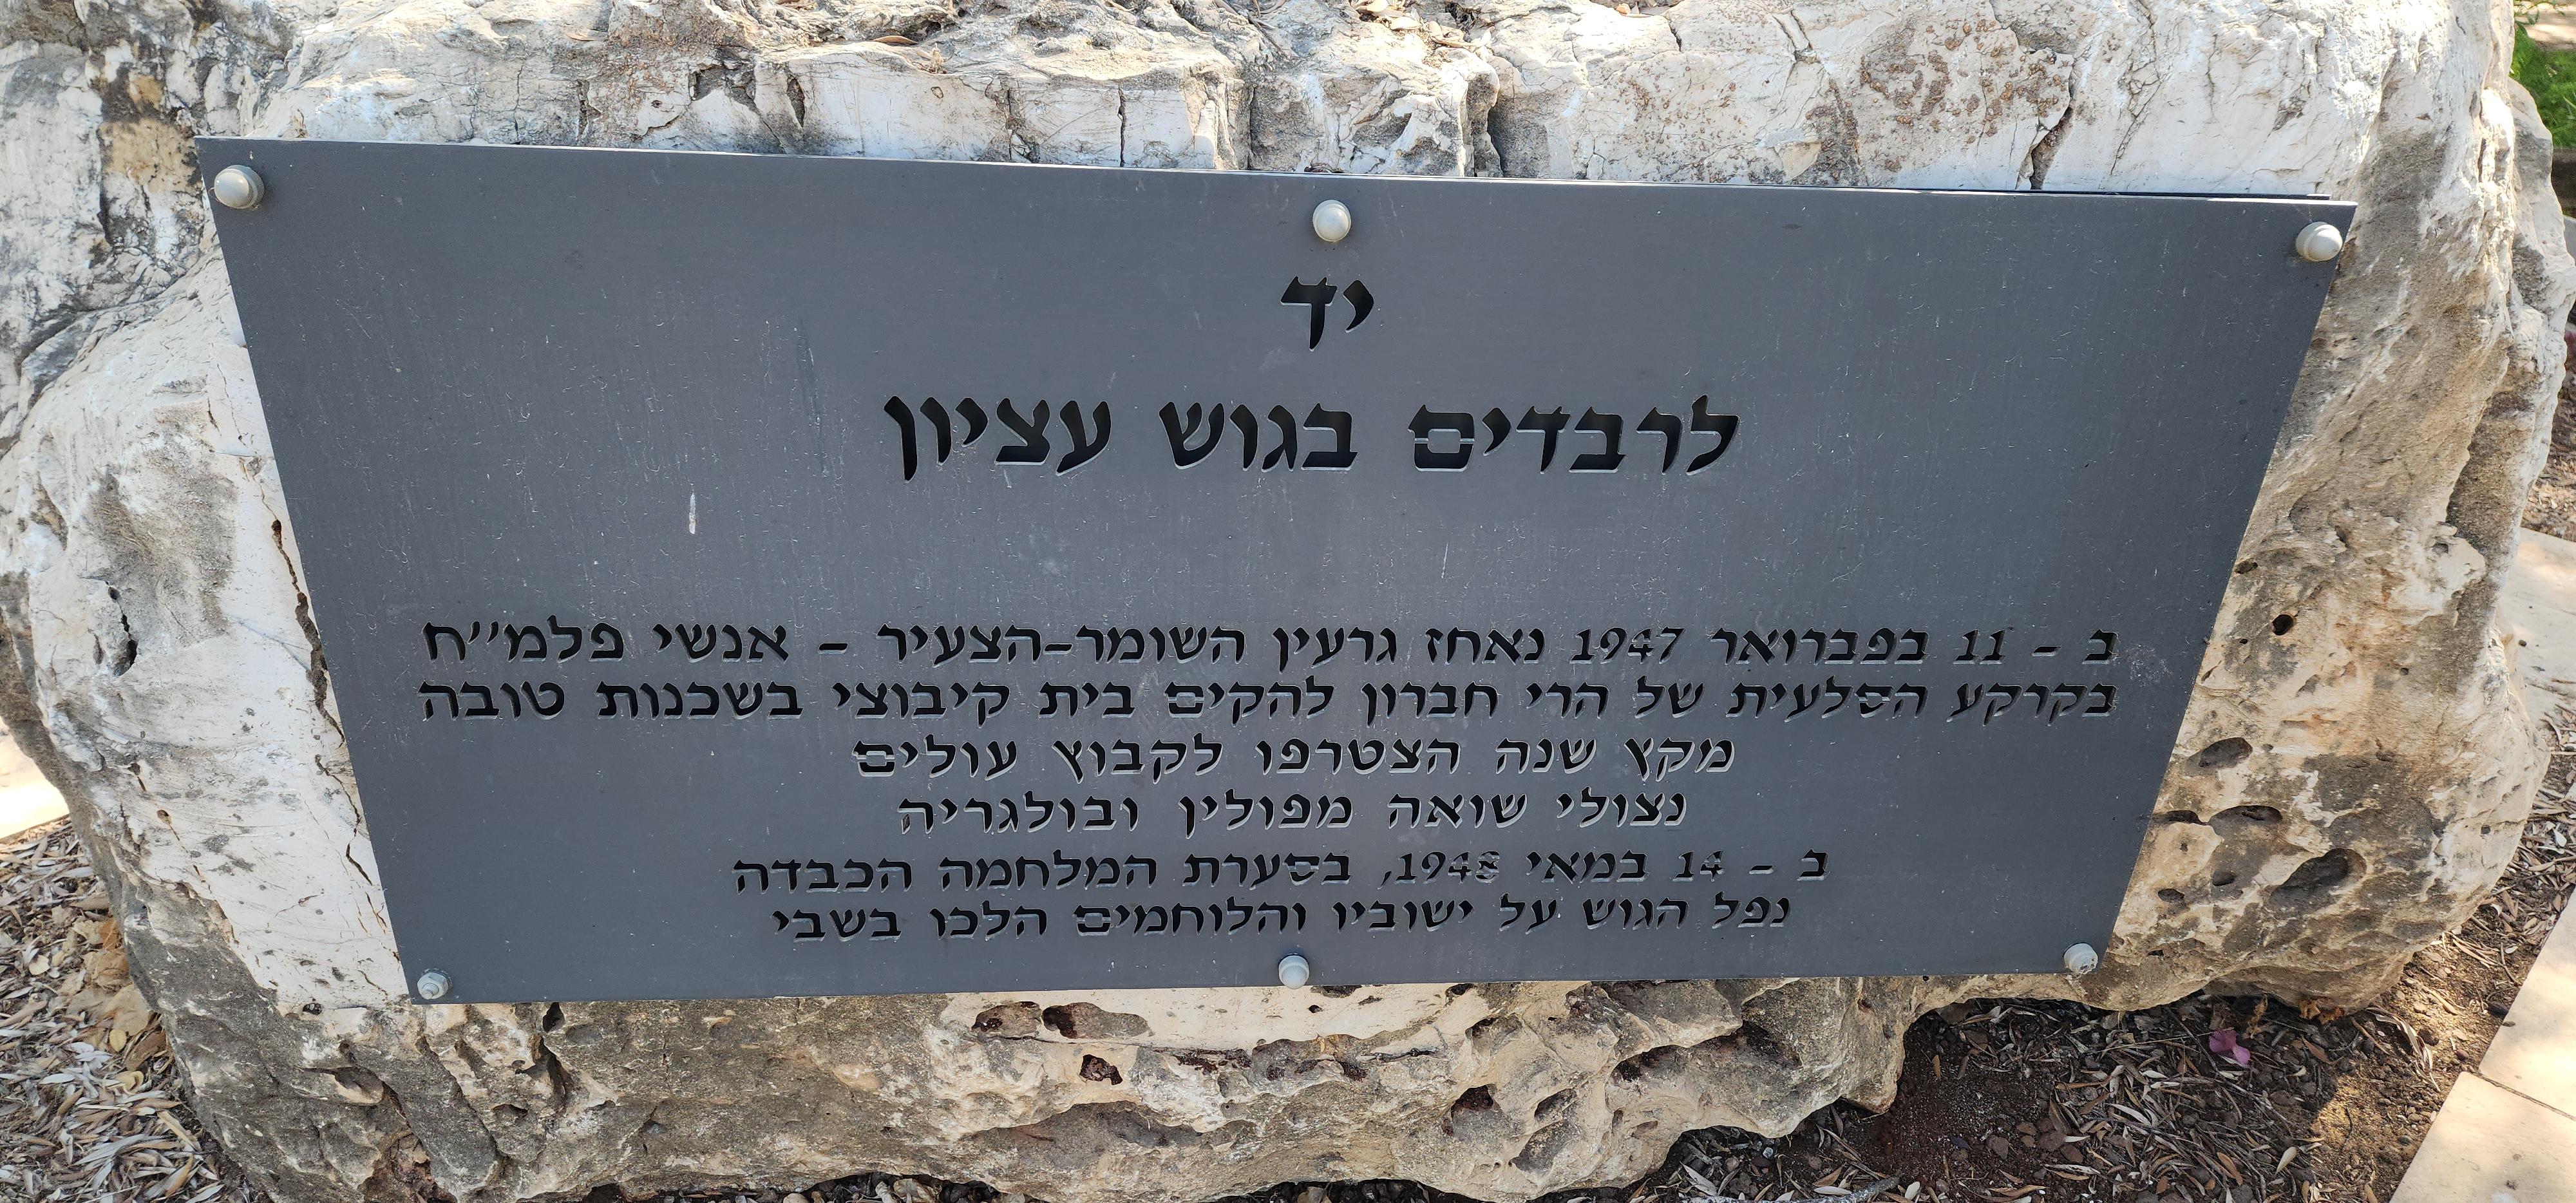 יד
לרבדים בגוש עציון
ב - 11 בפברואר 1947 נאחז גרעין השומר-הצעיר - אנשי פלמ''ח
בקרקע הסלעית של הרי חברון להקים בית קיבוצי בשכנות טובה
מקץ שנה הצטרפו לקבוץ עולים
נצולי שואה מפולין ובולגריה
ב - 14 במאי 1948, בסערת המלחמה הכבדה
נפל הגוש על ישוביו והלוחמים הלכו בשבי